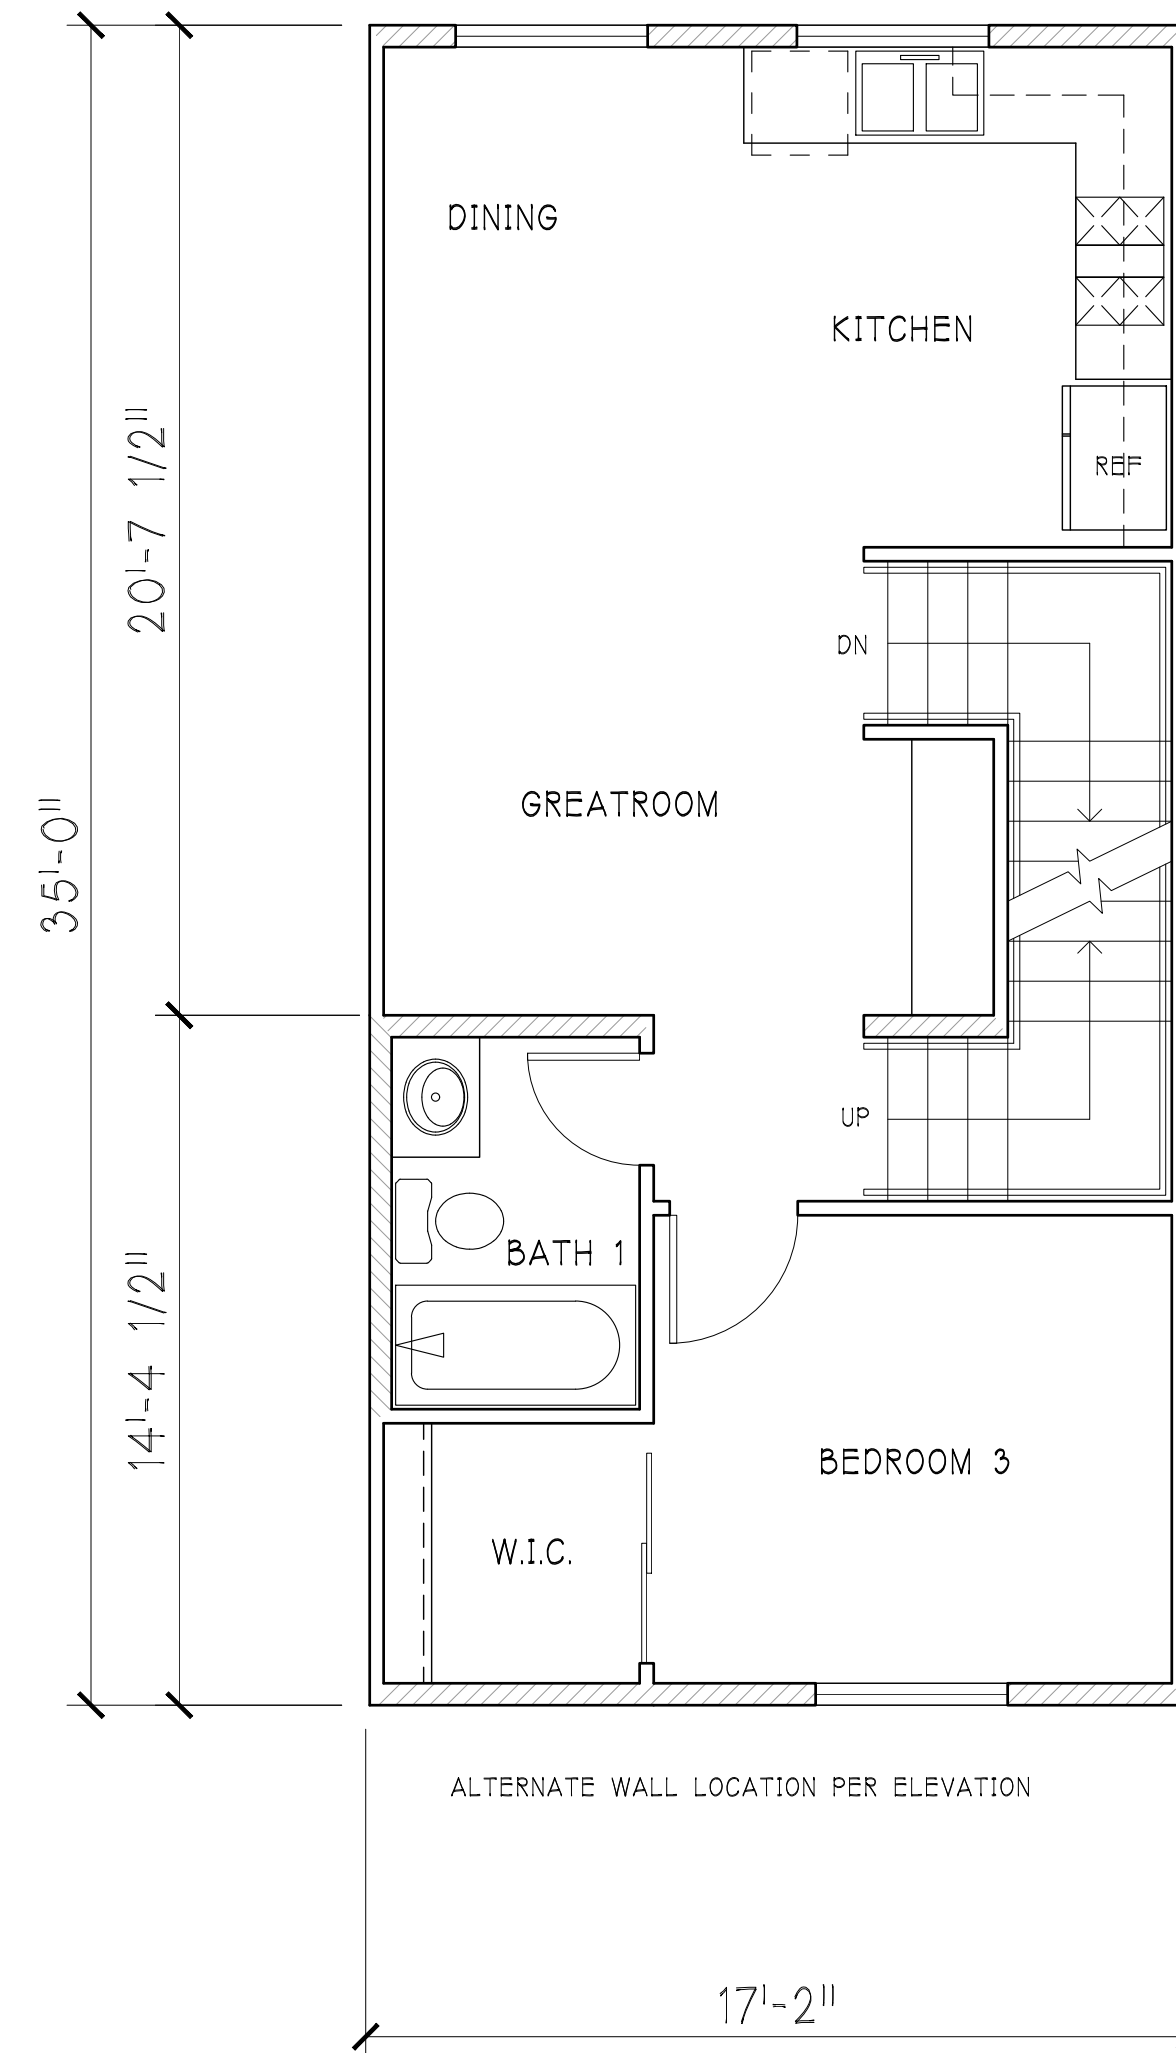 DINING
KITCHEN
REF
20'-7 1/2"
DN
GREATROOM
35'-0"
UP
BATH 1
14'-4 1/2"
BEDROOM 3
W.I.C.
ALTERNATE WALL LOCATION PER ELEVATION
17'-2"